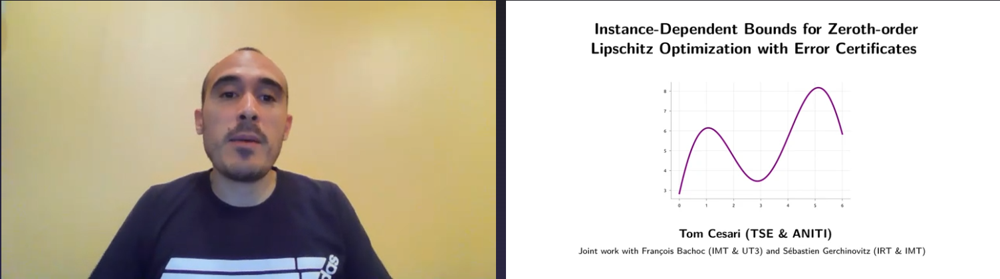 Instance-Dependent Bounds for Zeroth-order
Lipschitz Optimization with Error Certificates
8
7
6
5
4
3
0 1 2 3 4 5 6
Tom Cesari (TSE & ANITI)
Joint work with François Bachoc (IMT & UT3) and Sébastien Gerchinovitz (IRT & IMT)